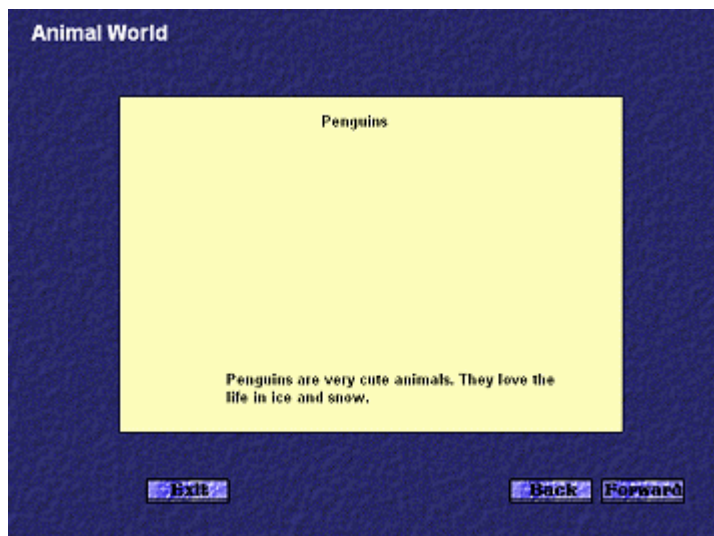 Animal World
Penguins
Penguins are very cute animals. They love the
life in ice and snow.
Exit
Back
Forward